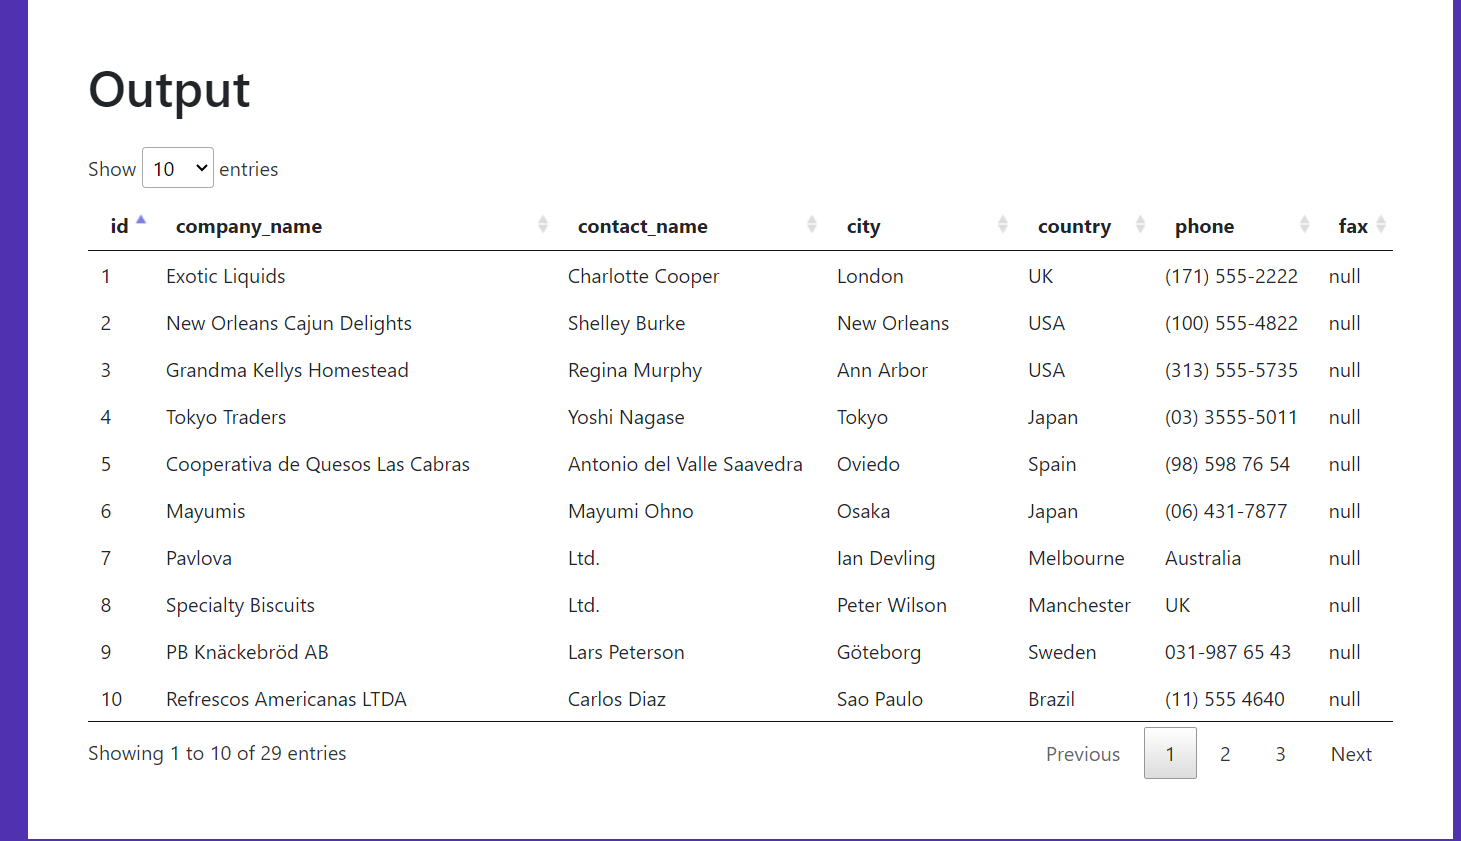 Output
Show 10 entries
id company_name contact_name city country phone fax
1 Exotic Liquids Charlotte Cooper London UK (171) 555-2222 null
2 New Orleans Cajun Delights Shelley Burke New Orleans USA (100) 555-4822 null
3 Grandma Kellys Homestead Regina Murphy Ann Arbor USA (313) 555-5735 null
4 Tokyo Traders Yoshi Nagase Tokyo Japan (03) 3555-5011 null
5 Cooperativa de Quesos Las Cabras Antonio del Valle Saavedra Oviedo Spain (98) 598 76 54 null
6 Mayumis Mayumi Ohno Osaka Japan (06) 431-7877 null
7 Pavlova Ltd. Ian Devling Melbourne Australia null
8 Specialty Biscuits Ltd. Peter Wilson Manchester UK null
9 PB Knäckebröd AB Lars Peterson Göteborg Sweden 031-987 65 43 null
10 Refrescos Americanas LTDA Carlos Diaz Sao Paulo Brazil (11) 555 4640 null
Showing 1 to 10 of 29 entries Previous 1 2 3 Next